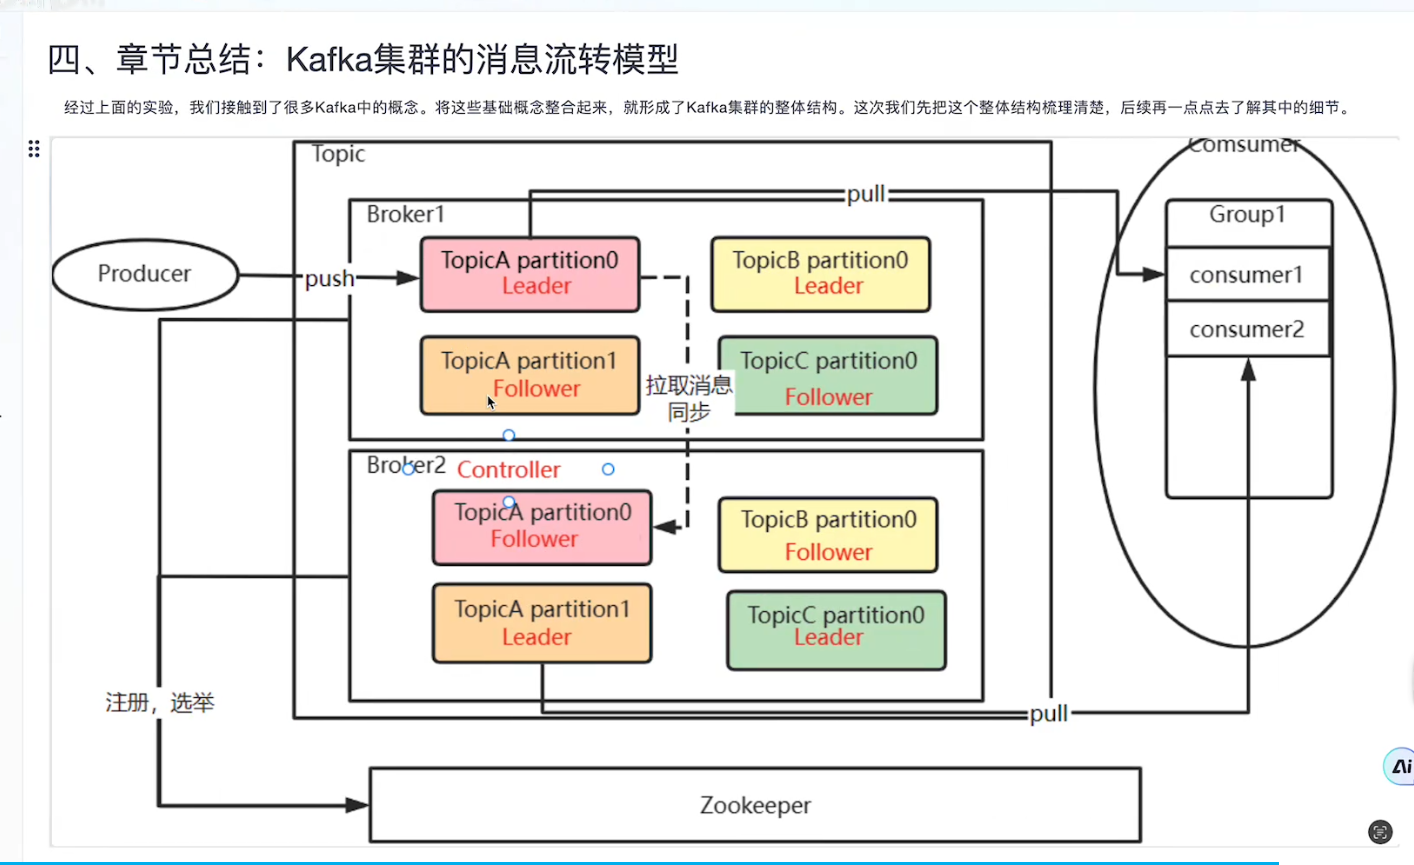 四、章节总结：Kafka集群的消息流转模型
经过上面的实验，我们接触到了很多Kafka中的概念。将这些基础概念整合起来，就形成了Kafka集群的整体结构。这次我们先把这个整体结构梳理清楚，后续再一点点去了解其中的细节。
Topic
Comsumer
pull
Broker1
Group1
TopicA partition0
Leader
TopicB partition0
Leader
Producer
push
consumer1
consumer2
TopicA partition1
Follower
TopicC partition0
Follower
拉取消息
同步
Broker2
Controller
TopicA partition0
Follower
TopicB partition0
Follower
TopicA partition1
Leader
TopicC partition0
Leader
注册，选举
pull
Zookeeper
Ai